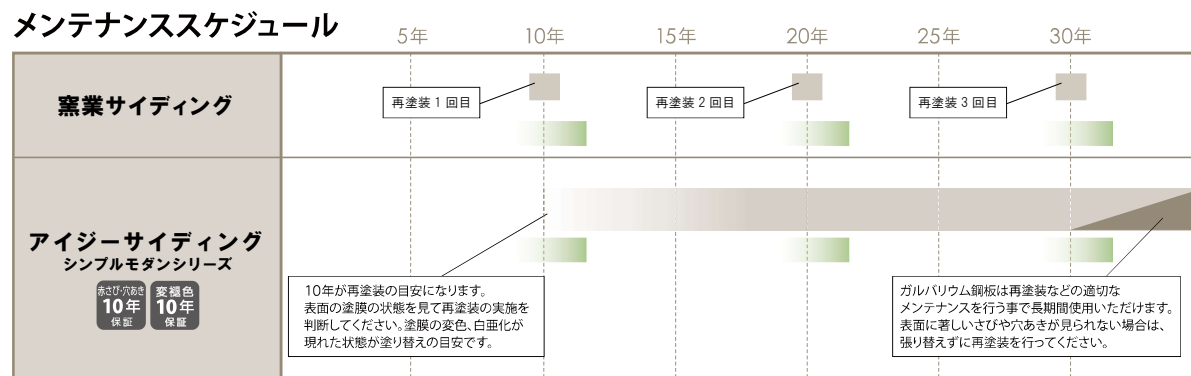 メンテナンススケジュール
5年
10年
15年
20年
25年
30年
窯業サイディング
再塗装1回目
再塗装2回目
再塗装3回目
アイジーサイディング
シンプルモダンシリーズ
赤さび・穴あき
10年
保証
変褪色
10年
保証
10年が再塗装の目安になります。
表面の塗膜の状態を見て再塗装の実施を
判断してください。塗膜の変色、白亜化が
現れた状態が塗り替えの目安です。
ガルバリウム鋼板は再塗装などの適切な
メンテナンスを行う事で長期間使用いただけます。
表面に著しいさびや穴あきが見られない場合は、
張り替えずに再塗装を行ってください。